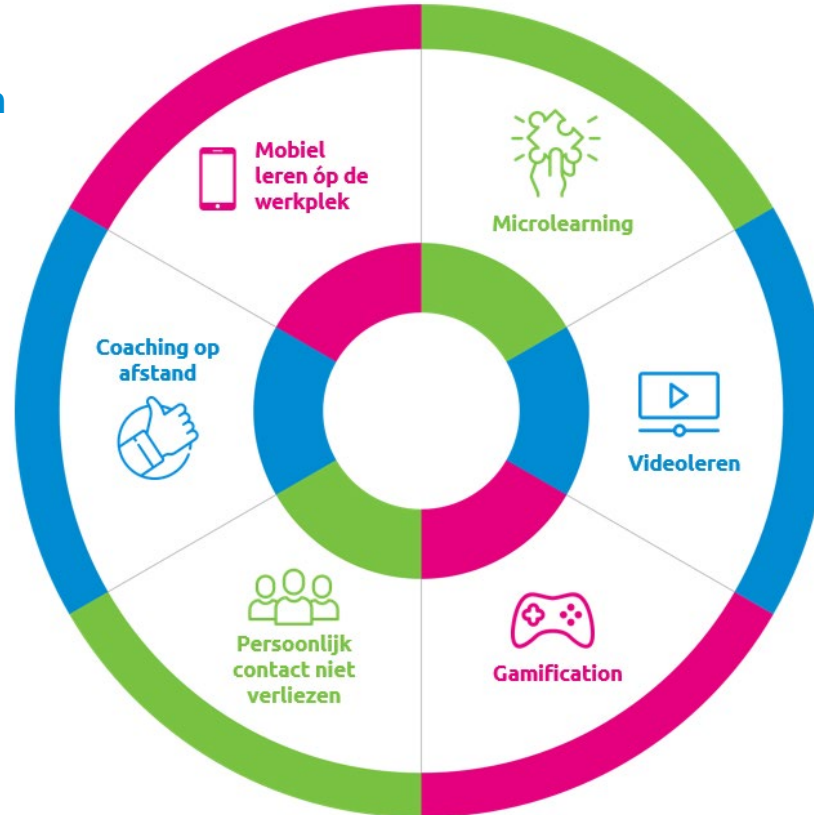 Mobiel
leren óp de
werkplek
Microlearning
Coaching op
afstand
Videoleren
Persoonlijk
contact niet
verliezen
Gamification